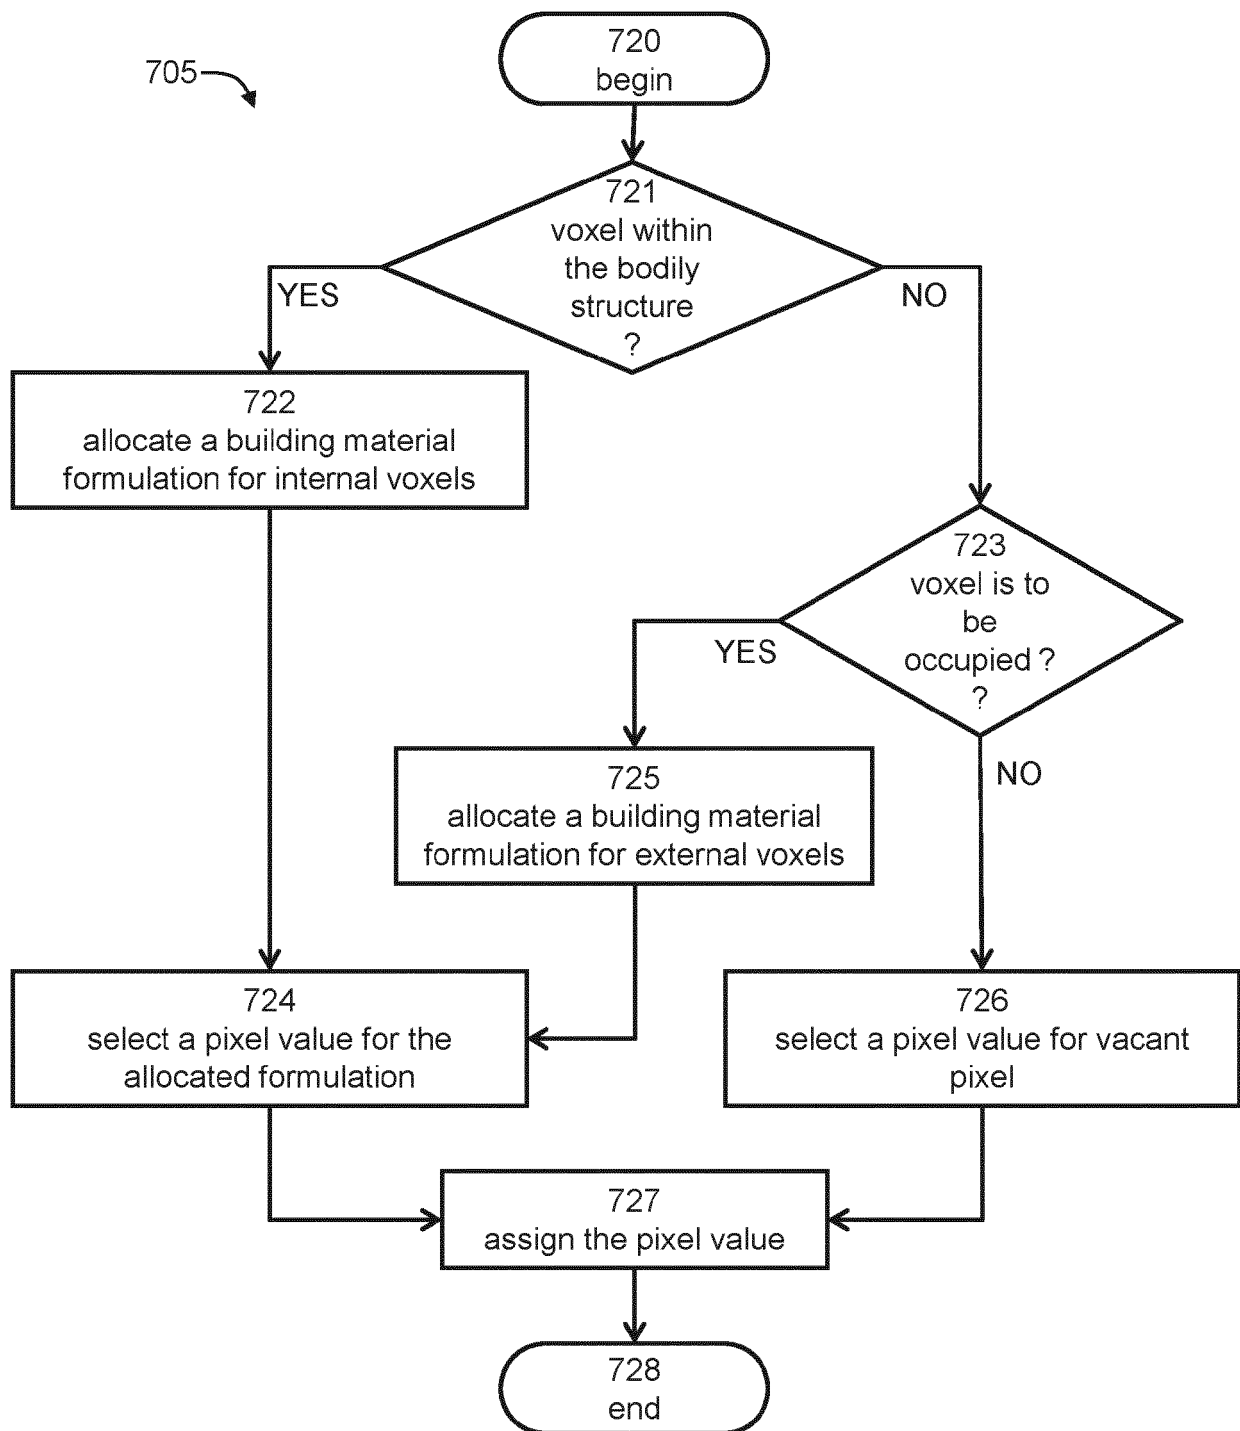 720
begin
705
721
voxel within
the bodily
structure
?
YES
NO
722
allocate a building material
formulation for internal voxels
723
voxel is to
be
occupied ?
?
YES
NO
725
allocate a building material
formulation for external voxels
724
select a pixel value for the
allocated formulation
726
select a pixel value for vacant
pixel
727
assign the pixel value
728
end